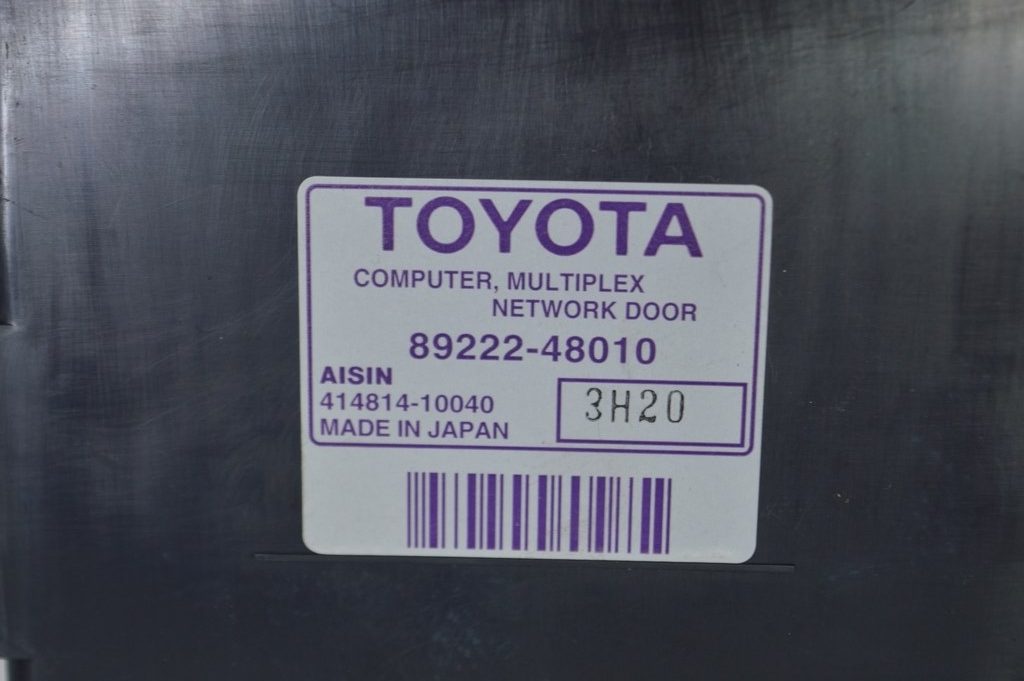 TOYOTA
COMPUTER, MULTIPLEX
NETWORK DOOR
89222-48010
AISIN
414814-10040
MADE IN JAPAN
3H20